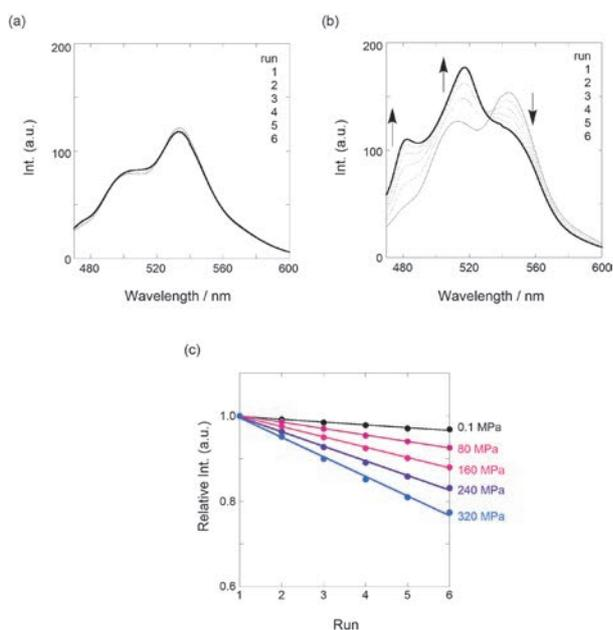 (a)
200
100
0
Int. (a.u.)
480
520
560
600
Wavelength / nm
run
1
2
3
4
5
6
(b)
200
100
0
Int. (a.u.)
480
520
560
600
Wavelength / nm
run
1
2
3
4
5
6
(c)
1.0
0.8
0.6
Relative Int. (a.u.)
1 2 3 4 5 6
Run
0.1 MPa
80 MPa
160 MPa
240 MPa
320 MPa